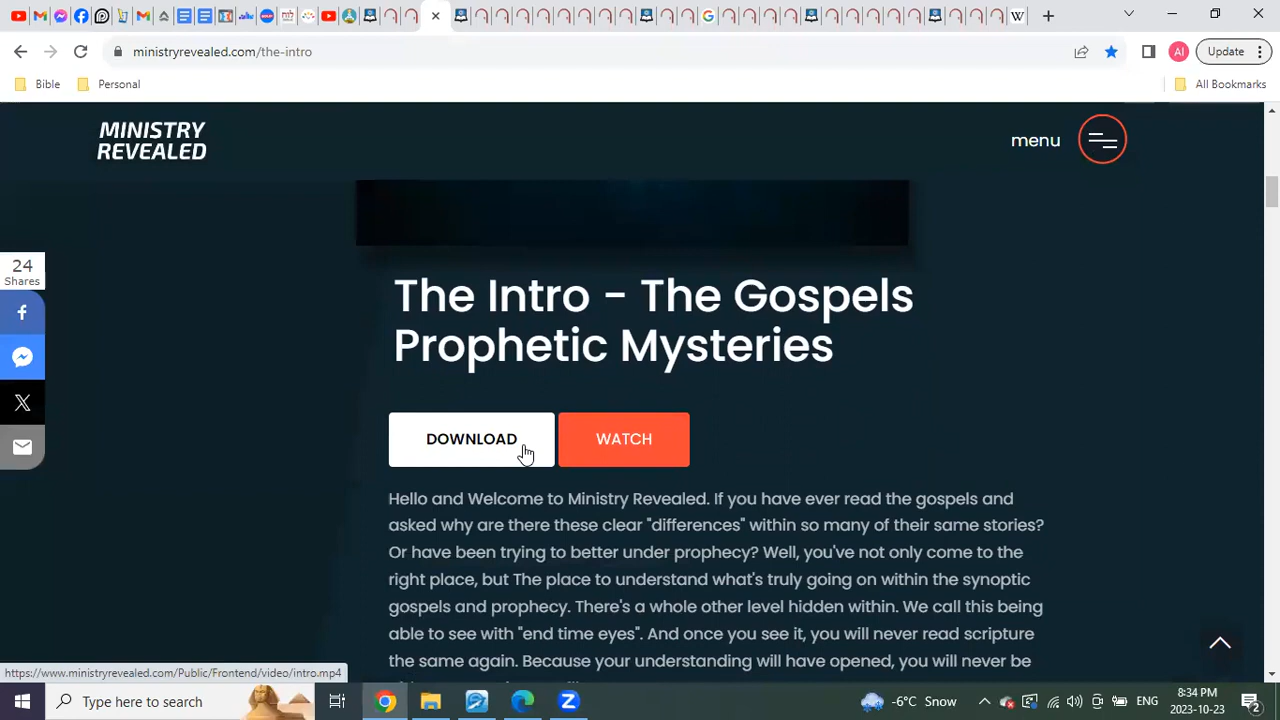 ministryrevealed.com/the-intro
Update
Bible
Personal
All Bookmarks
MINISTRY
REVEALED
menu
24
Shares
The Intro - The Gospels
Prophetic Mysteries
DOWNLOAD
WATCH
Hello and Welcome to Ministry Revealed. If you have ever read the gospels and
asked why are there these clear "differences" within so many of their same stories?
Or have been trying to better under prophecy? Well, you've not only come to the
right place, but The place to understand what's truly going on within the synoptic
gospels and prophecy. There's a whole other level hidden within. We call this being
able to see with "end time eyes". And once you see it, you will never read scripture
the same again. Because your understanding will have opened, you will never be
https://www.ministryrevealed.com/Public/Frontend/video/intro.mp4
Type here to search
-6°C Snow
ENG
8:34 PM
2023-10-23
2